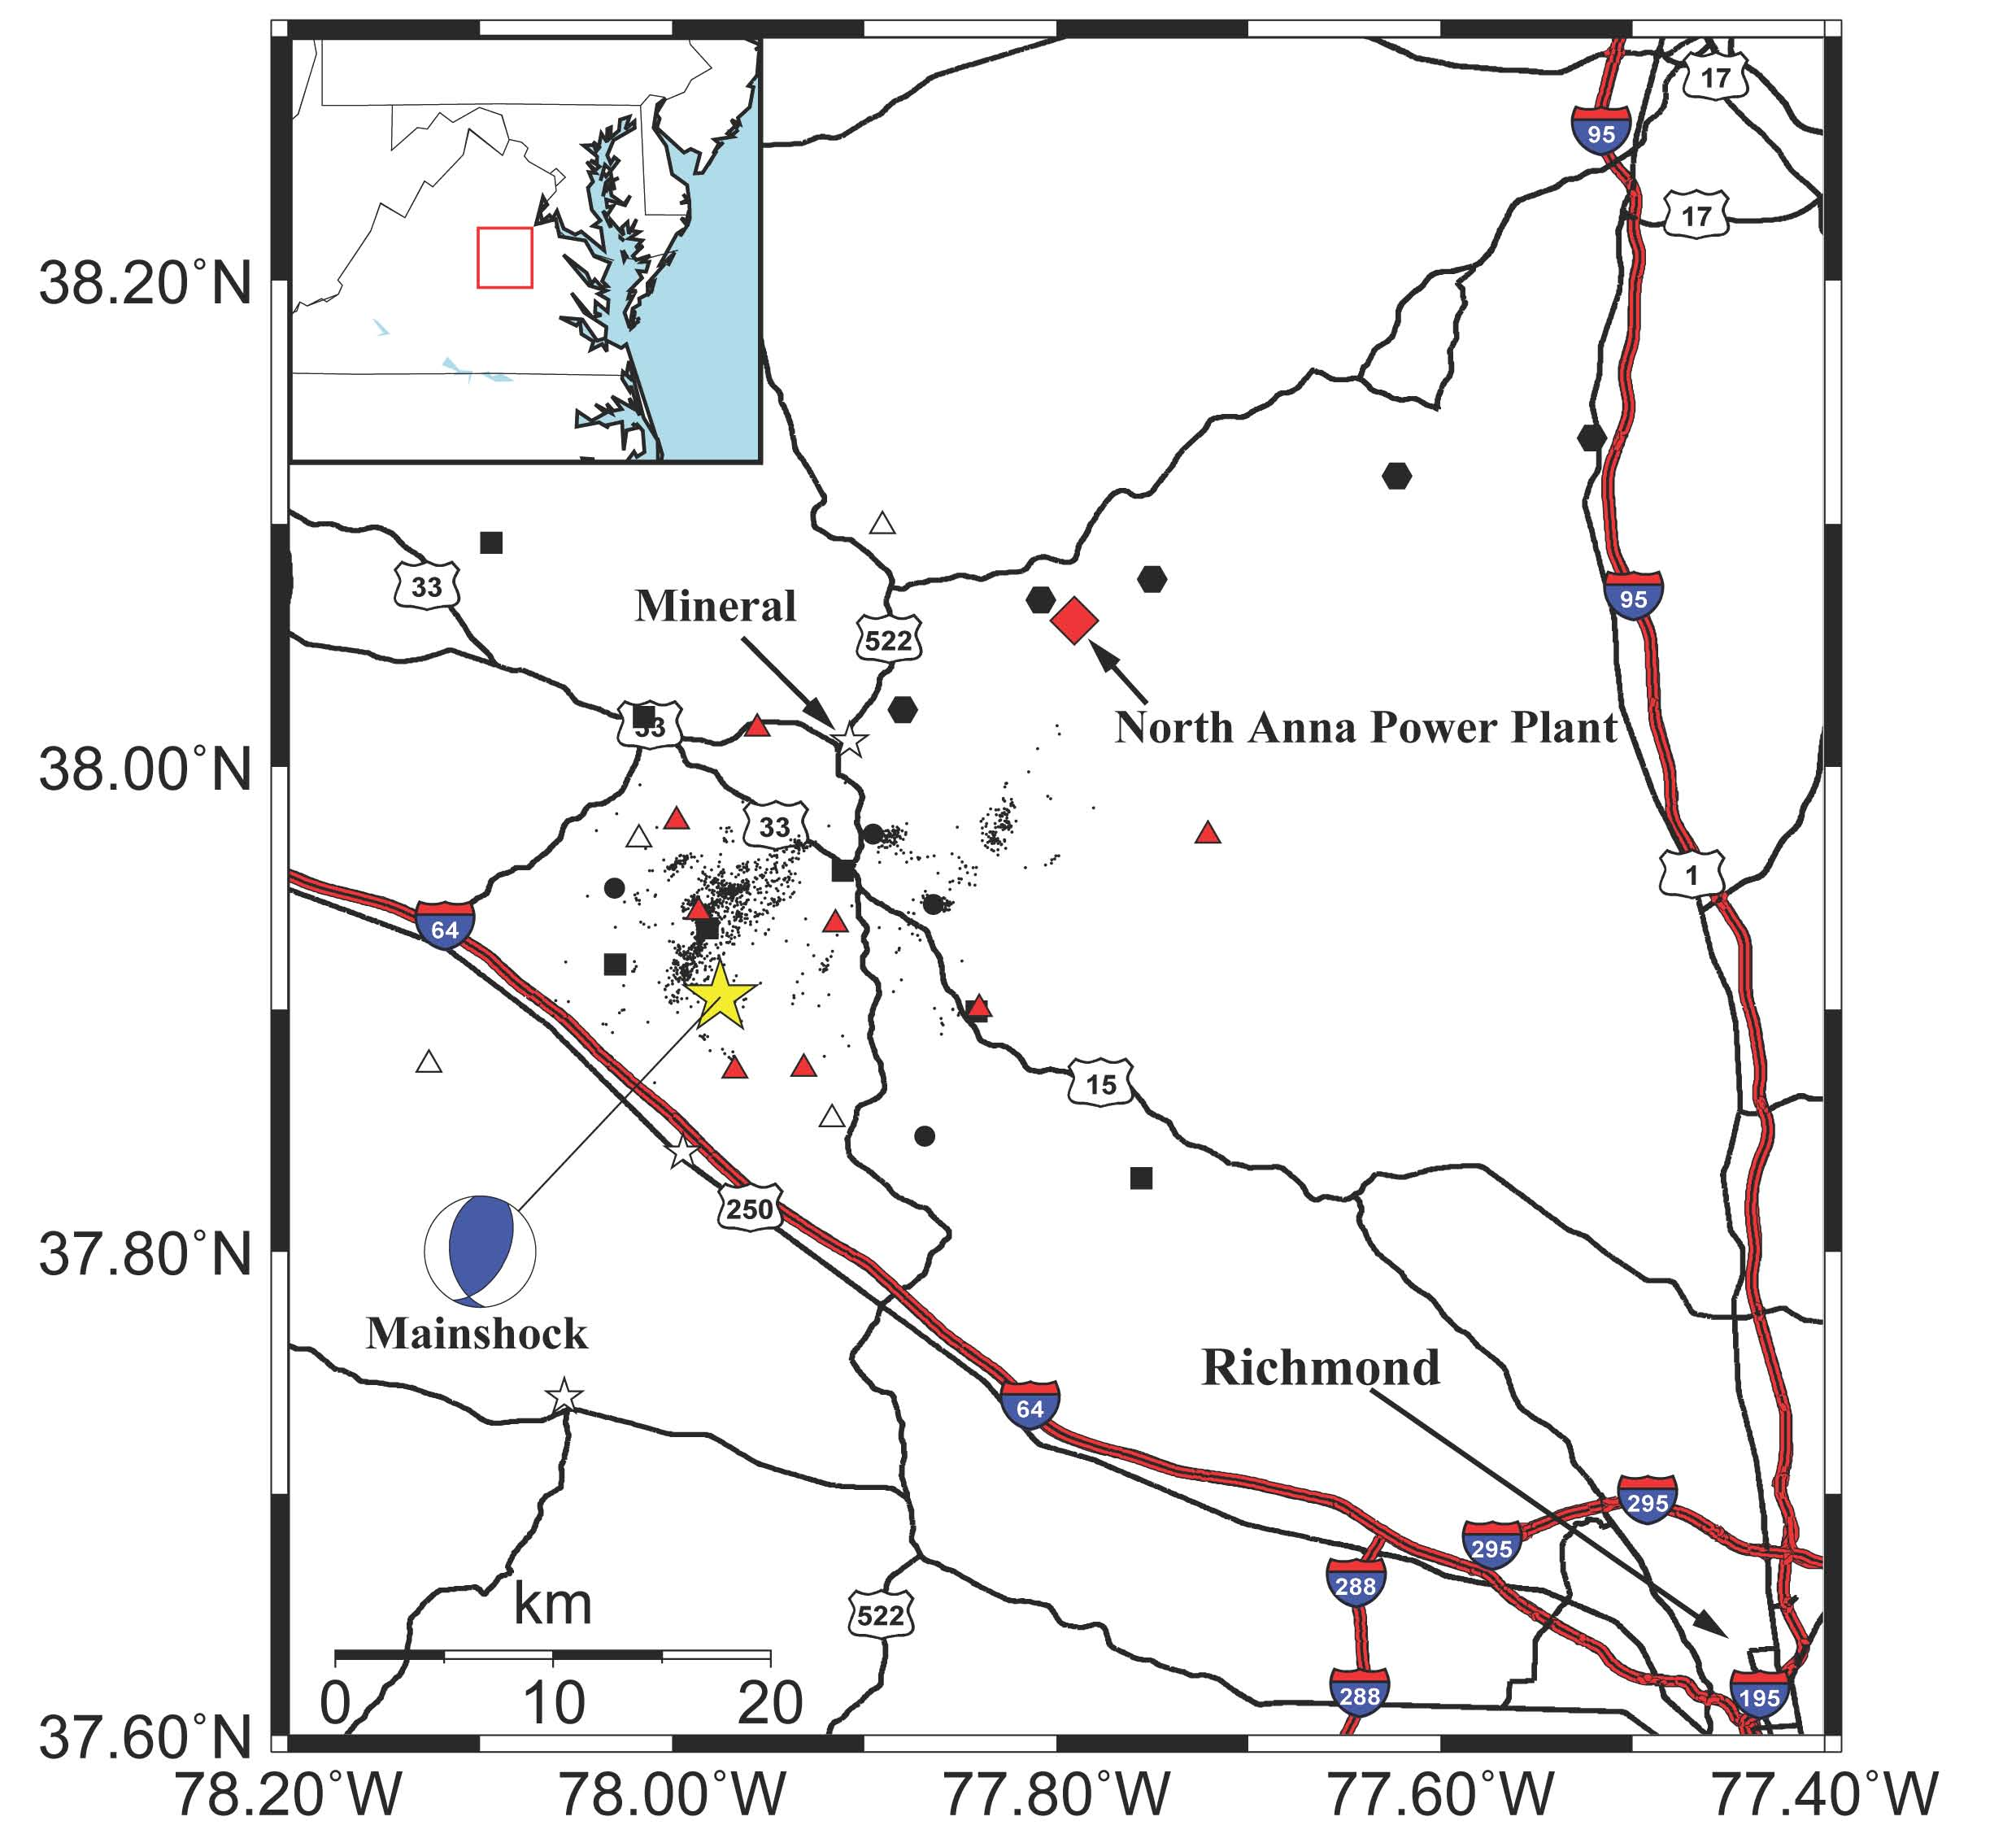 17
95
17
38.20°N
33
Mineral
95
522
North Anna Power Plant
33
38.00°N
33
1
64
15
250
37.80°N
Mainshock
Richmond
64
295
295
288
km
522
288
195
0 10 20
37.60°N
78.20°W 78.00°W 77.80°W 77.60°W 77.40°W